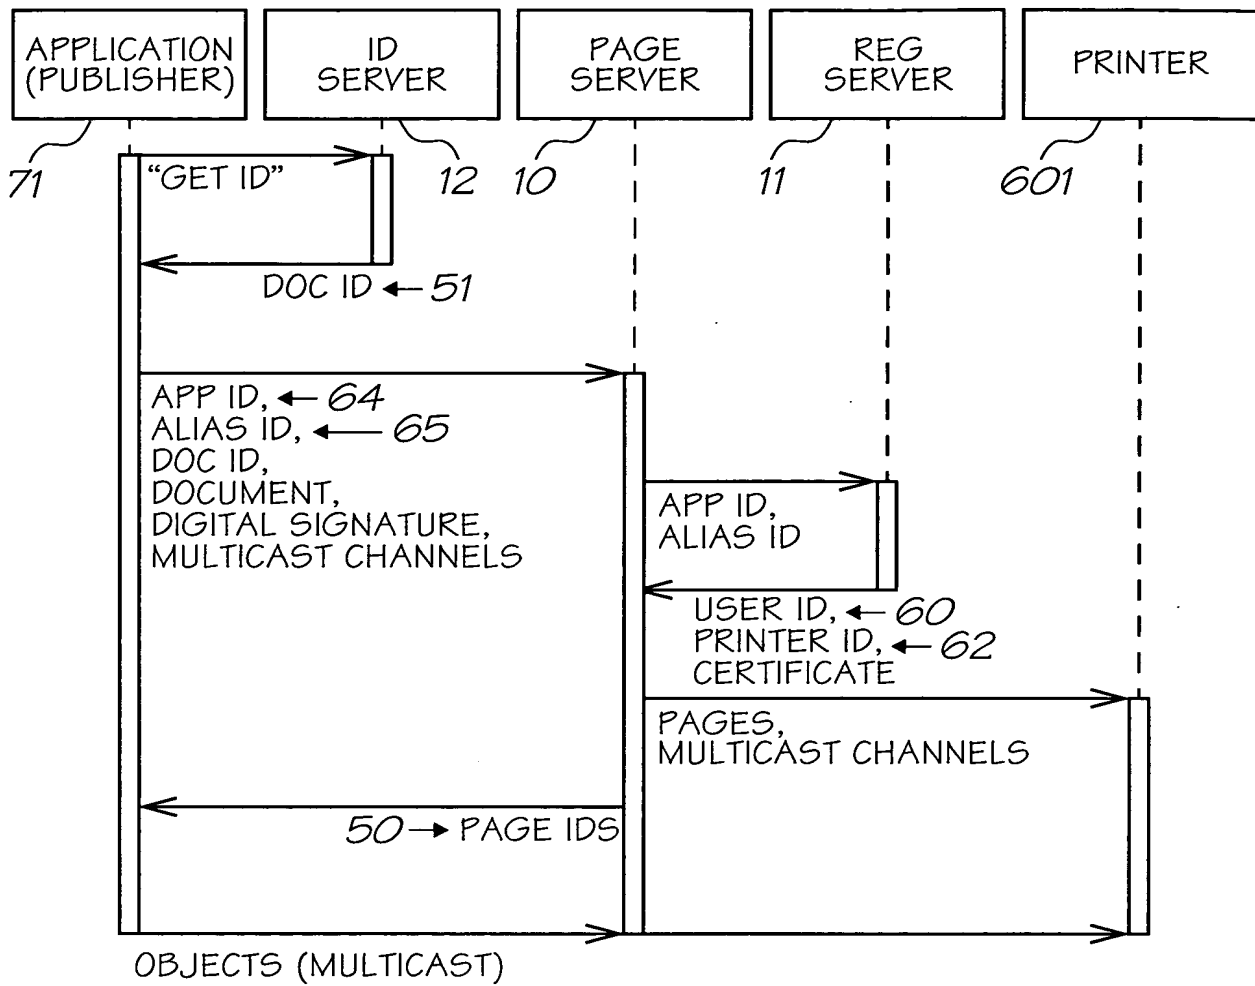 APPLICATION
(PUBLISHER)
ID
SERVER
PAGE
SERVER
REG
SERVER
PRINTER
71
12
10
11
601
“GET ID”
DOC ID
51
APP ID,
64
ALIAS ID,
65
DOC ID,
DOCUMENT,
DIGITAL SIGNATURE,
MULTICAST CHANNELS
APP ID,
ALIAS ID
USER ID,
60
PRINTER ID,
62
CERTIFICATE
PAGES,
MULTICAST CHANNELS
50
PAGE IDS
OBJECTS (MULTICAST)